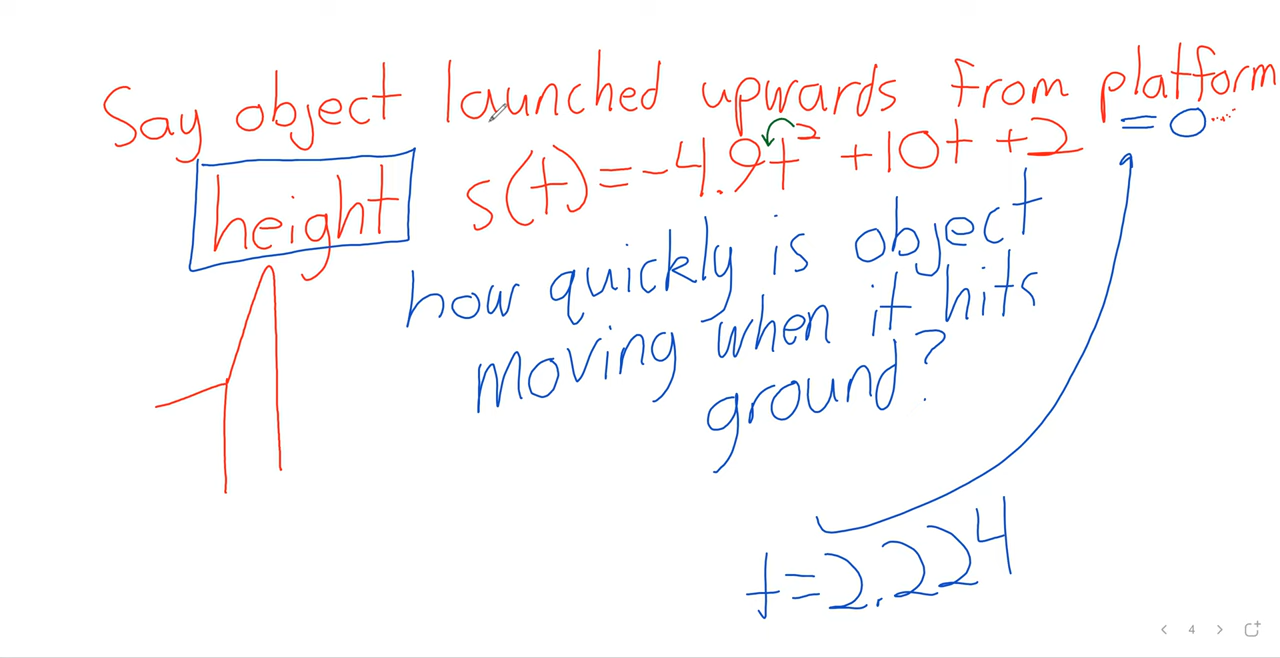 Say object launched upwards from platform
height s(t) = -4.9t² + 10t + 2 = 0
how quickly is object
moving when it hits
ground?
t = 2.224
4